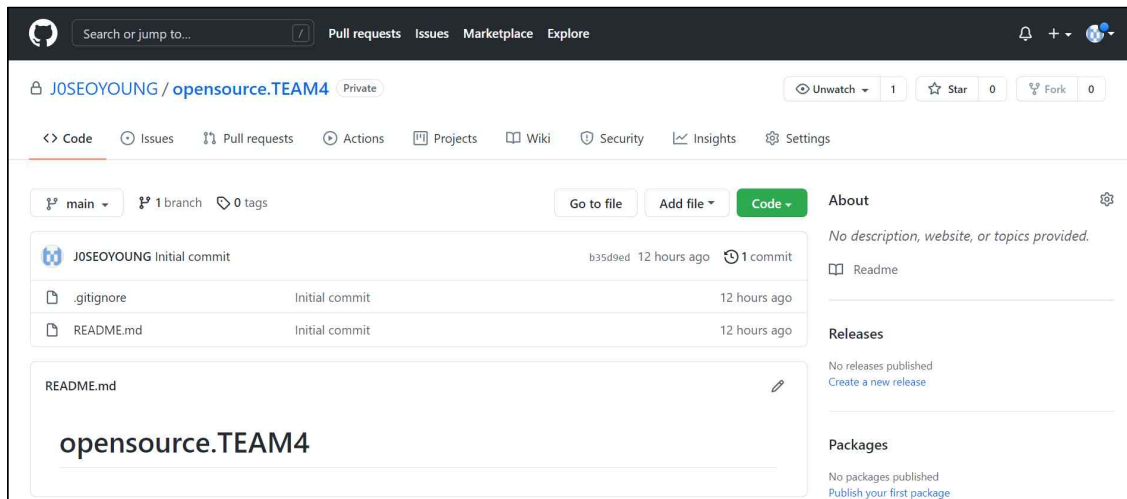 Search or jump to... / Pull requests Issues Marketplace Explore
J0SEOYOUNG / opensource.TEAM4 Private
Unwatch 1 Star 0 Fork 0
Code Issues Pull requests Actions Projects Wiki Security Insights Settings
main 1 branch 0 tags Go to file Add file Code
J0SEOYOUNG Initial commit b35d9ed 12 hours ago 1 commit
.gitignore Initial commit 12 hours ago
README.md Initial commit 12 hours ago
README.md
opensource.TEAM4
About
No description, website, or topics provided.
Readme
Releases
No releases published
Create a new release
Packages
No packages published
Publish your first package